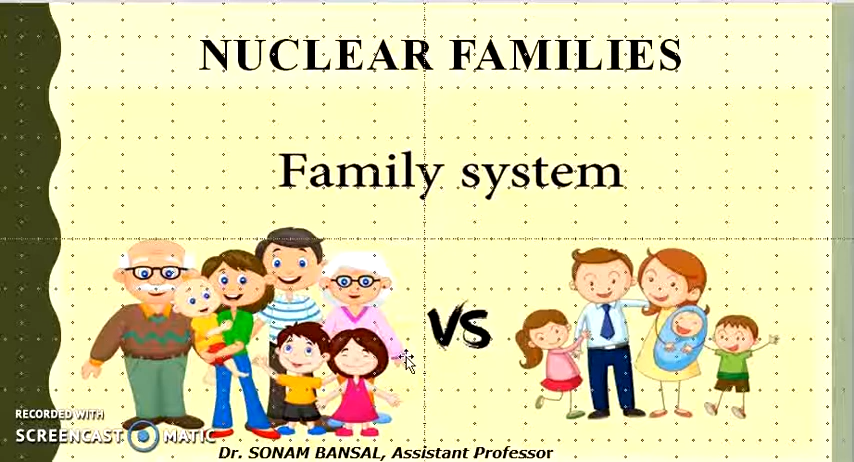 NUCLEAR FAMILIES
Family system
VS
RECORDED WITH
SCREENCAST MATIC
Dr. SONAM BANSAL, Assistant Professor